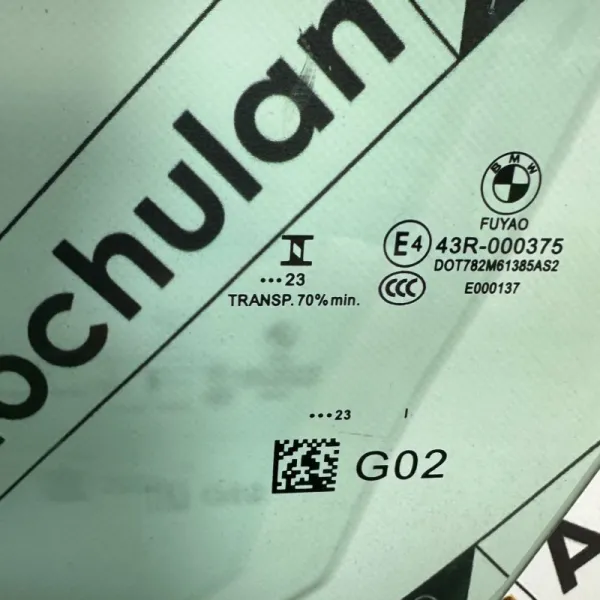 ochulan
BMW
FUYAO
E4 43R-000375
DOT782M61385AS2
CCC E000137
•••23
TRANSP. 70% min.
•••23 I
G02
A